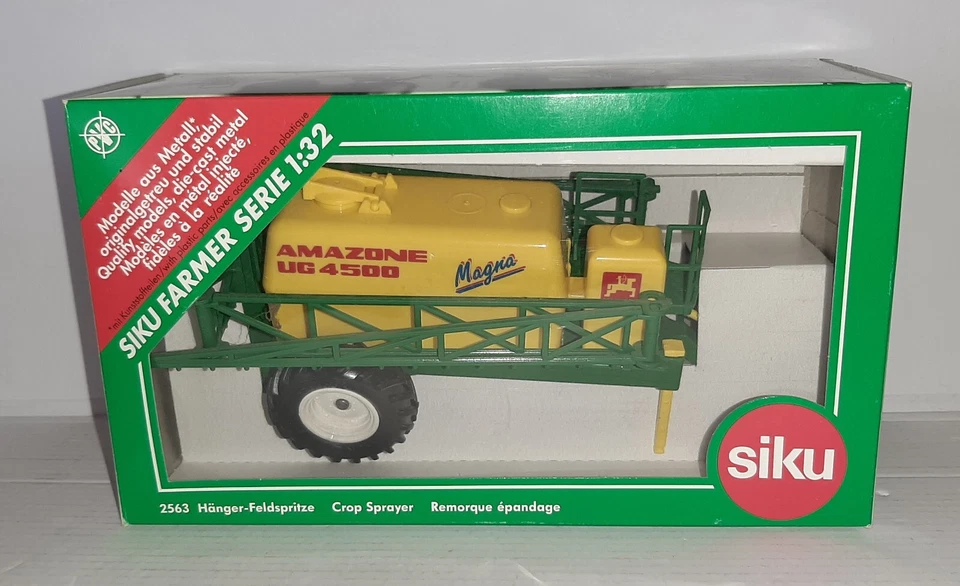 PVC
Modelle aus Metall,*
originalgetreu und stabil
Quality models, die-cast metal
Modèles en métal injecté,
fidèles à la réalité
*mit Kunststoffteilen/with plastic parts/avec accessoires en plastique
SIKU FARMER SERIE 1:32
AMAZONE
UG 4500
Magna
siku
2563 Hänger-Feldspritze Crop Sprayer Remorque épandage